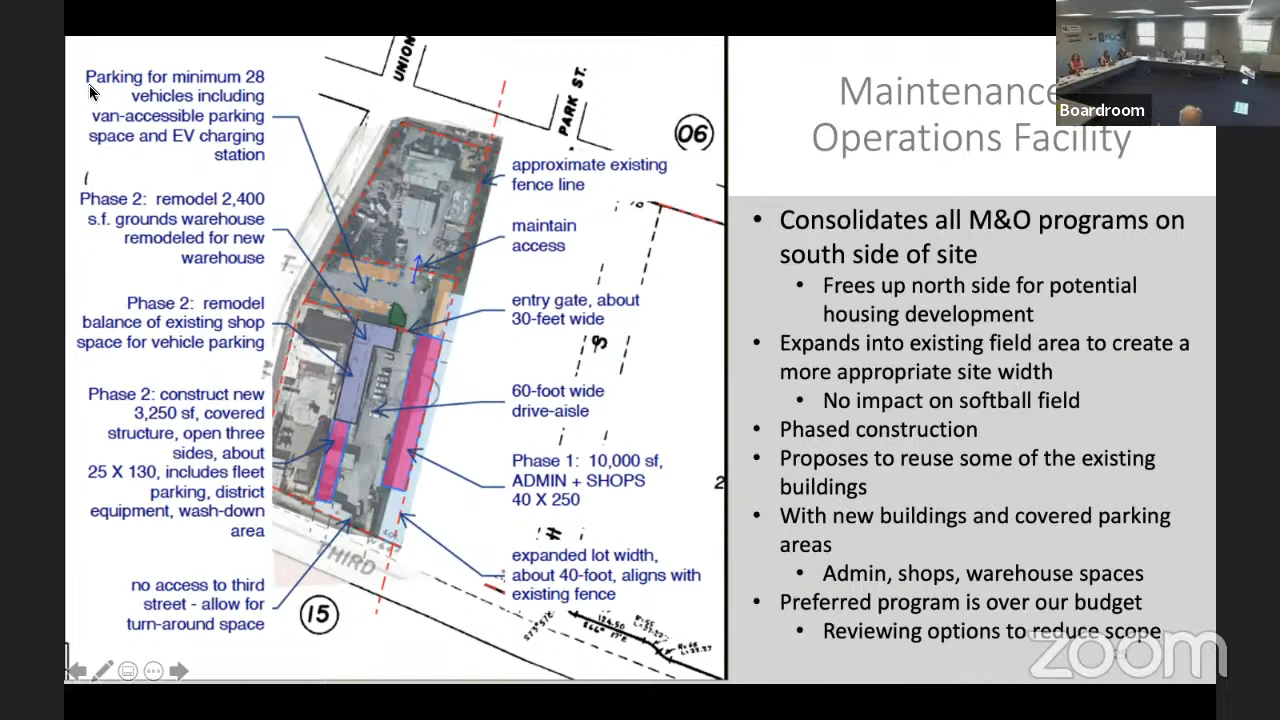 Parking for minimum 28
vehicles including
van-accessible parking
space and EV charging
station
Phase 2: remodel 2,400
s.f. grounds warehouse
remodeled for new
warehouse
Phase 2: remodel
balance of existing shop
space for vehicle parking
Phase 2: construct new
3,250 sf, covered
structure, open three
sides, about
25 X 130, includes fleet
parking, district
equipment, wash-down
area
no access to third
street - allow for
turn-around space
UNION
PARK ST.
06
approximate existing
fence line
maintain
access
entry gate, about
30-feet wide
S
60-foot wide
drive-aisle
Phase 1: 10,000 sf,
ADMIN + SHOPS
40 X 250
2
#
expanded lot width,
about 40-foot, aligns with
existing fence
THIRD
15
124.50
Maintenance
Operations Facility
Boardroom
• Consolidates all M&O programs on
south side of site
• Frees up north side for potential
housing development
• Expands into existing field area to create a
more appropriate site width
• No impact on softball field
• Phased construction
• Proposes to reuse some of the existing
buildings
• With new buildings and covered parking
areas
• Admin, shops, warehouse spaces
• Preferred program is over our budget
• Reviewing options to reduce scope
zoom